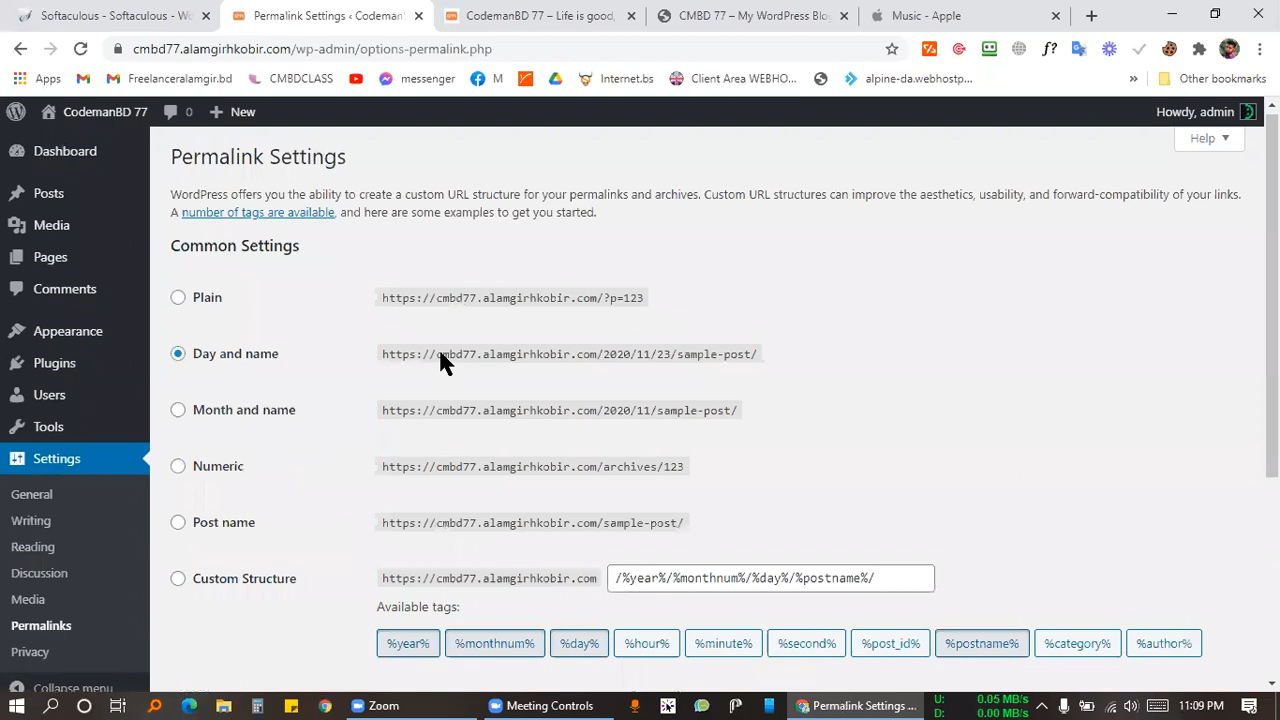 Softaculous - Softaculous - We
Permalink Settings ‹ Codeman
CodemanBD 77 – Life is good,
CMBD 77 – My WordPress Blog
Music - Apple
cmbd77.alamgirhkobir.com/wp-admin/options-permalink.php
Apps
Freelanceralamgir.bd
CMBDCLASS
messenger
M
Internet.bs
Client Area WEBHO...
alpine-da.webhostp...
»
Other bookmarks
CodemanBD 77
0
New
Howdy, admin
Dashboard
Posts
Media
Pages
Comments
Appearance
Plugins
Users
Tools
Settings
General
Writing
Reading
Discussion
Media
Permalinks
Privacy
Collapse menu
Help
Permalink Settings
WordPress offers you the ability to create a custom URL structure for your permalinks and archives. Custom URL structures can improve the aesthetics, usability, and forward-compatibility of your links.
A number of tags are available, and here are some examples to get you started.
Common Settings
Plain https://cmbd77.alamgirhkobir.com/?p=123
Day and name https://cmbd77.alamgirhkobir.com/2020/11/23/sample-post/
Month and name https://cmbd77.alamgirhkobir.com/2020/11/sample-post/
Numeric https://cmbd77.alamgirhkobir.com/archives/123
Post name https://cmbd77.alamgirhkobir.com/sample-post/
Custom Structure https://cmbd77.alamgirhkobir.com /%year%/%monthnum%/%day%/%postname%/
Available tags:
%year% %monthnum% %day% %hour% %minute% %second% %post_id% %postname% %category% %author%
Zoom
Meeting Controls
Permalink Settings ...
U: 0.05 MB/s
D: 0.00 MB/s
11:09 PM